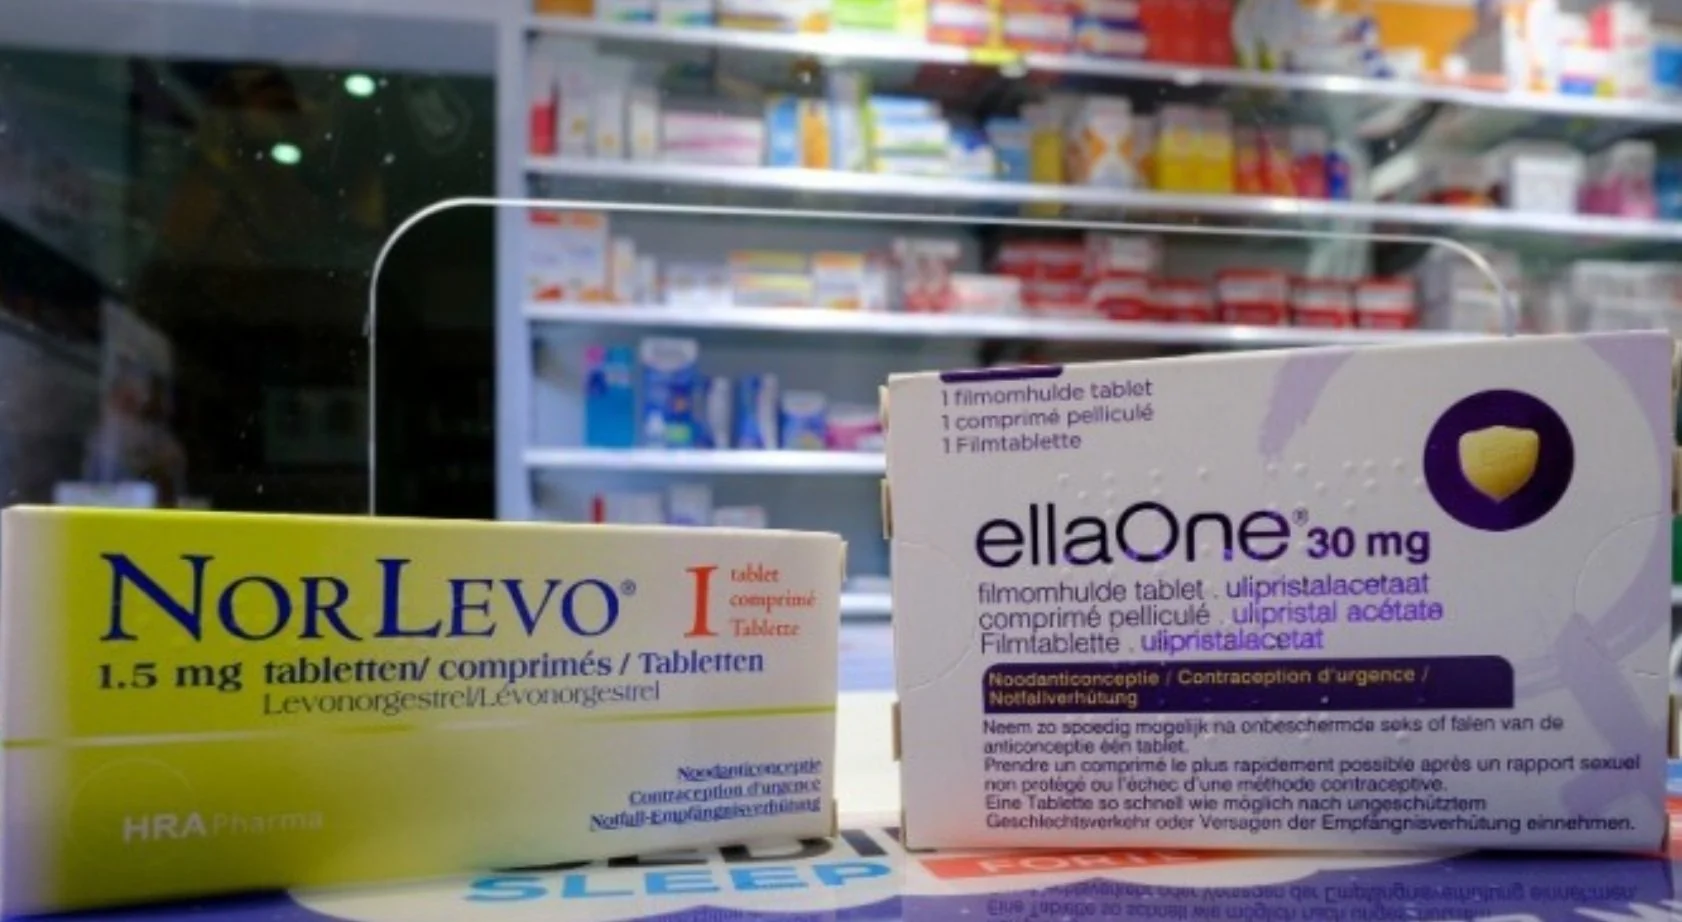 NORLEVO® 1 tablet
comprimé
Tablette
1.5 mg tabletten/ comprimés / Tabletten
Levonorgestrel/Lévonorgestrel
Noodanticonceptie
Contraception d'urgence
Notfall-Empfängnisverhütung
HRA Pharma
1 filmomhulde tablet
1 comprimé pelliculé
1 Filmtablette
ellaOne® 30 mg
filmomhulde tablet . ulipristalacetaat
comprimé pelliculé . ulipristal acétate
Filmtablette . ulipristalacetat
Noodanticonceptie / Contraception d'urgence /
Notfallverhütung
Neem zo spoedig mogelijk na onbeschermde seks of falen van de
anticonceptie één tablet.
Prendre un comprimé le plus rapidement possible après un rapport sexuel
non protégé ou l'échec d'une méthode contraceptive.
Eine Tablette so schnell wie möglich nach ungeschütztem
Geschlechtsverkehr oder Versagen der Empfängnisverhütung einnehmen.
SLEEP
FORTE